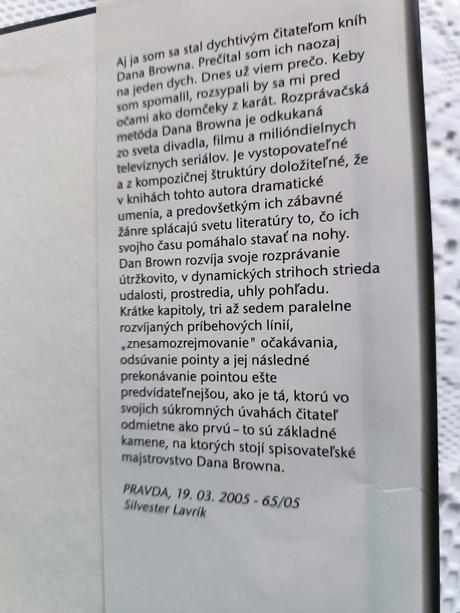 Aj ja som sa stal dychtivým čitateľom kníh
Dana Browna. Prečítal som ich naozaj
na jeden dych. Dnes už viem prečo. Keby
som spomalil, rozsypali by sa mi pred
očami ako domčeky z karát. Rozprávačská
metóda Dana Browna je odkukaná
zo sveta divadla, filmu a milióndielnych
televíznych seriálov. Je vystopovateľné
a z kompozičnej štruktúry doložiteľné, že
v knihách tohto autora dramatické
umenia, a predovšetkým ich zábavné
žánre splácajú svetu literatúry to, čo ich
svojho času pomáhalo stavať na nohy.
Dan Brown rozvíja svoje rozprávanie
útržkovito, v dynamických strihoch strieda
udalosti, prostredia, uhly pohľadu.
Krátke kapitoly, tri až sedem paralelne
rozvíjaných príbehových línií,
„znesamozrejmovanie" očakávania,
odsúvanie pointy a jej následné
prekonávanie pointou ešte
predvídateľnejšou, ako je tá, ktorú vo
svojich súkromných úvahách čitateľ
odmietne ako prvú – to sú základné
kamene, na ktorých stojí spisovateľské
majstrovstvo Dana Browna.
PRAVDA, 19. 03. 2005 - 65/05
Silvester Lavrík